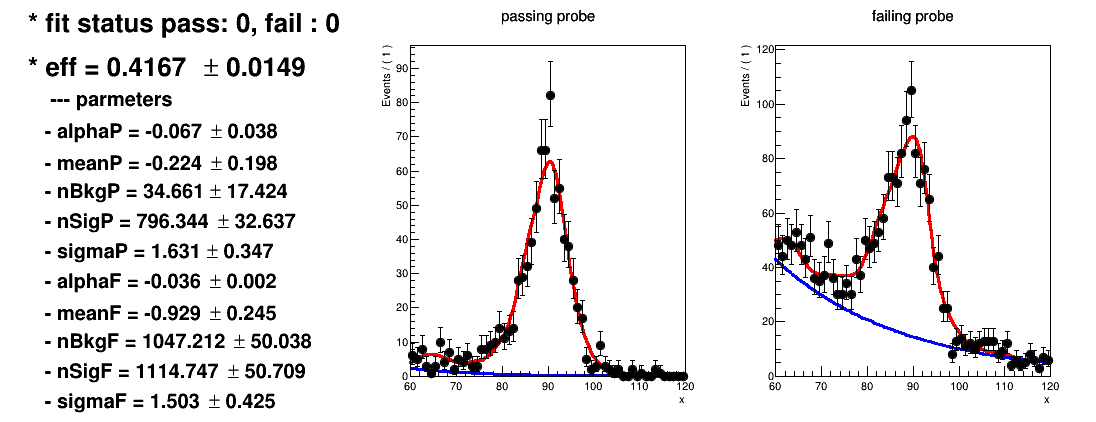 * fit status pass: 0, fail : 0
* eff = 0.4167 ± 0.0149
--- parmeters
- alphaP = -0.067 ± 0.038
- meanP = -0.224 ± 0.198
- nBkgP = 34.661 ± 17.424
- nSigP = 796.344 ± 32.637
- sigmaP = 1.631 ± 0.347
- alphaF = -0.036 ± 0.002
- meanF = -0.929 ± 0.245
- nBkgF = 1047.212 ± 50.038
- nSigF = 1114.747 ± 50.709
- sigmaF = 1.503 ± 0.425
passing probe
Events / ( 1 )
90
80
70
60
50
40
30
20
10
0
60 70 80 90 100 110 120
x
failing probe
Events / ( 1 )
120
100
80
60
40
20
0
60 70 80 90 100 110 120
x